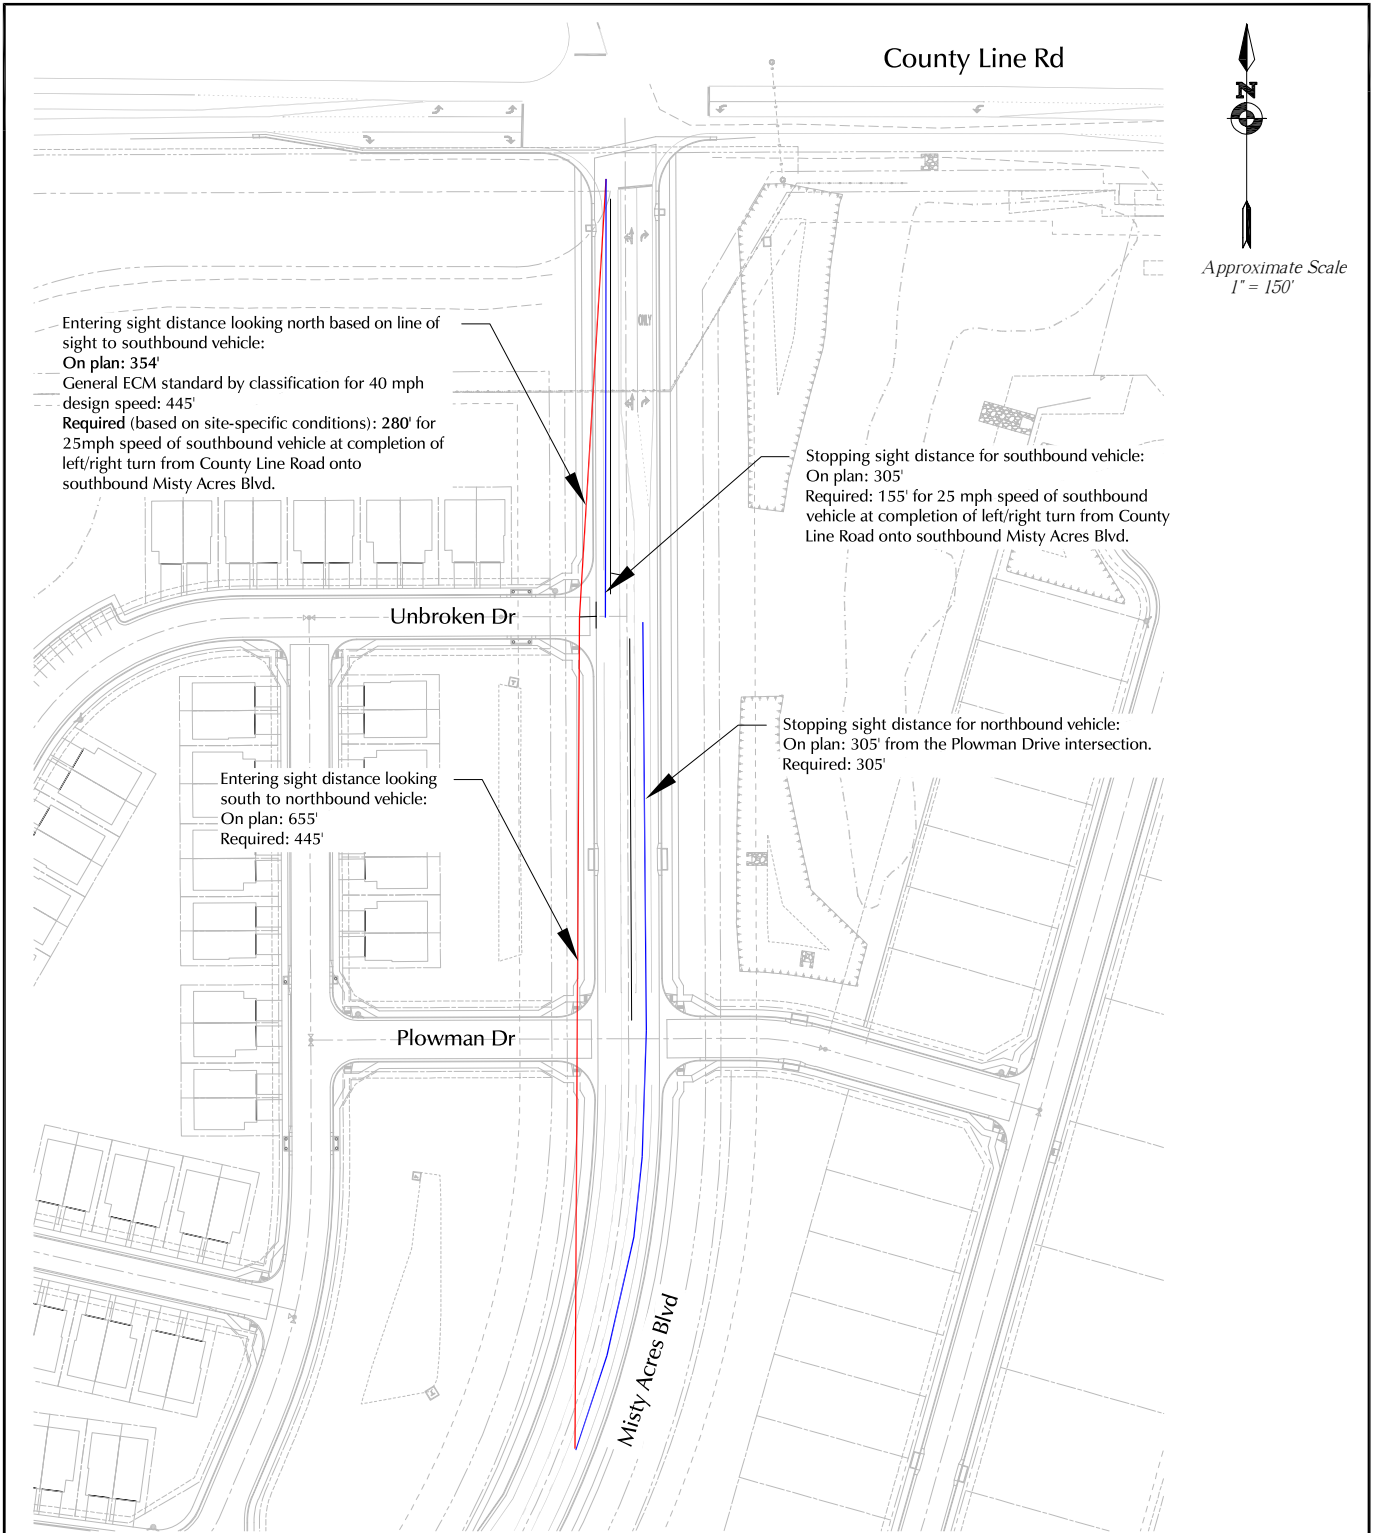 County Line Rd
N
Approximate Scale
1" = 150'
Entering sight distance looking north based on line of
sight to southbound vehicle:
On plan: 354'
General ECM standard by classification for 40 mph
design speed: 445'
Required (based on site-specific conditions): 280' for
25mph speed of southbound vehicle at completion of
left/right turn from County Line Road onto
southbound Misty Acres Blvd.
ONLY
Stopping sight distance for southbound vehicle:
On plan: 305'
Required: 155' for 25 mph speed of southbound
vehicle at completion of left/right turn from County
Line Road onto southbound Misty Acres Blvd.
Unbroken Dr
Stopping sight distance for northbound vehicle:
On plan: 305' from the Plowman Drive intersection.
Required: 305'
Entering sight distance looking
south to northbound vehicle:
On plan: 655'
Required: 445'
Plowman Dr
Misty Acres Blvd